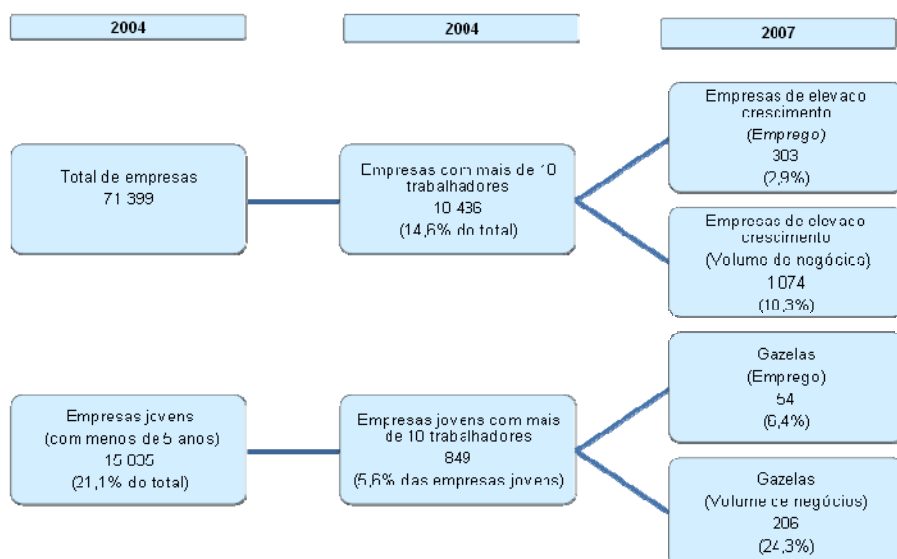 2004
2004
2007
Total de empresas
71 399
Empresas com mais de 10
trabalhadores
10 436
(14,6% do total)
Empresas de elevado
crescimento
(Emprego)
303
(2,9%)
Empresas de elevado
crescimento
(Volume de negócios)
1 074
(10,3%)
Empresas jovens
(com menos de 5 anos)
15 035
(21,1% do total)
Empresas jovens com mais
de 10 trabalhadores
849
(5,6% das empresas jovens)
Gazelas
(Emprego)
54
(6,4%)
Gazelas
(Volume de negócios)
206
(24,3%)